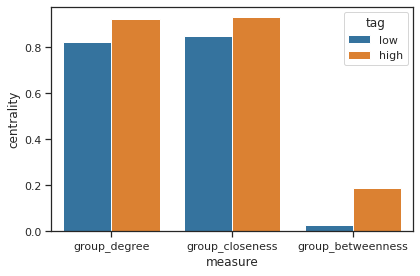 tag
low
high
0.8
0.6
0.4
0.2
0.0
centrality
group_degree group_closeness group_betweenness
measure